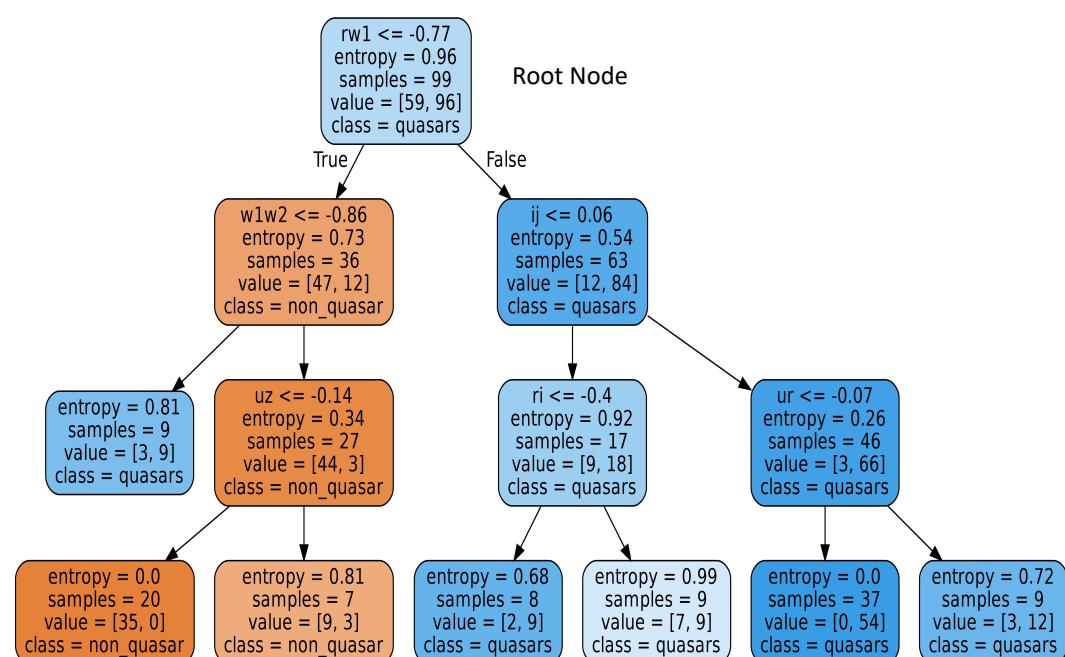 rw1 <= -0.77
entropy = 0.96
samples = 99
value = [59, 96]
class = quasars
Root Node
True
False
w1w2 <= -0.86
entropy = 0.73
samples = 36
value = [47, 12]
class = non_quasar
ij <= 0.06
entropy = 0.54
samples = 63
value = [12, 84]
class = quasars
entropy = 0.81
samples = 9
value = [3, 9]
class = quasars
uz <= -0.14
entropy = 0.34
samples = 27
value = [44, 3]
class = non_quasar
ri <= -0.4
entropy = 0.92
samples = 17
value = [9, 18]
class = quasars
ur <= -0.07
entropy = 0.26
samples = 46
value = [3, 66]
class = quasars
entropy = 0.0
samples = 20
value = [35, 0]
class = non_quasar
entropy = 0.81
samples = 7
value = [9, 3]
class = non_quasar
entropy = 0.68
samples = 8
value = [2, 9]
class = quasars
entropy = 0.99
samples = 9
value = [7, 9]
class = quasars
entropy = 0.0
samples = 37
value = [0, 54]
class = quasars
entropy = 0.72
samples = 9
value = [3, 12]
class = quasars